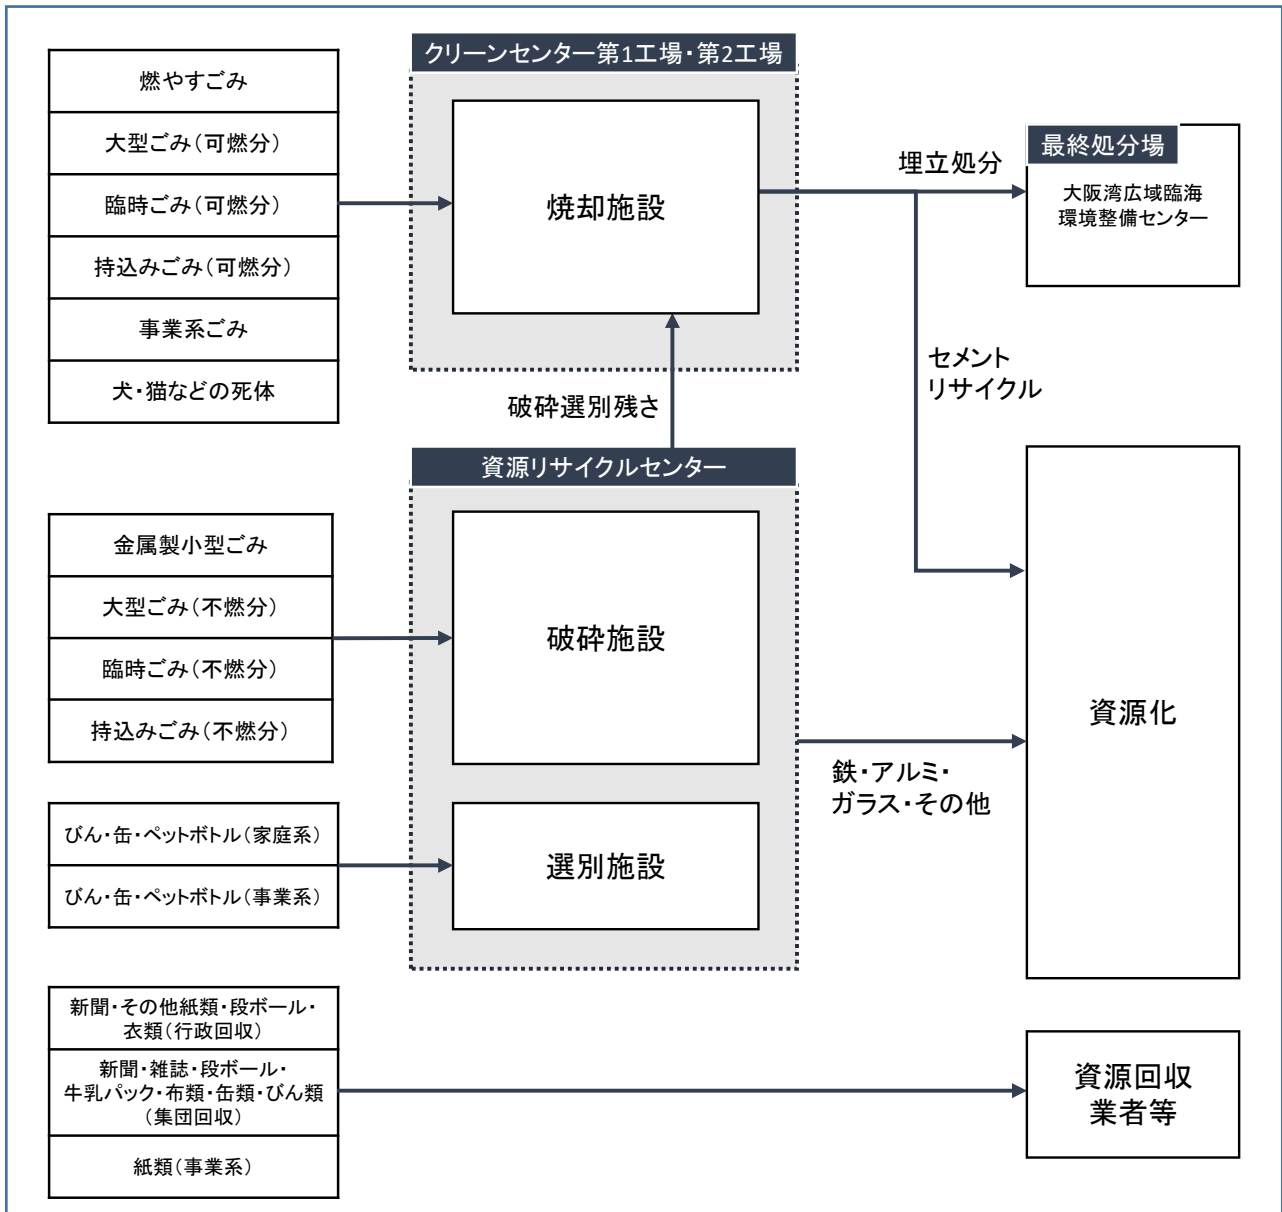 クリーンセンター第1工場・第2工場
燃やすごみ
大型ごみ(可燃分)
臨時ごみ(可燃分)
持込みごみ(可燃分)
事業系ごみ
犬・猫などの死体
焼却施設
埋立処分
最終処分場
大阪湾広域臨海
環境整備センター
セメント
リサイクル
破砕選別残さ
資源リサイクルセンター
金属製小型ごみ
大型ごみ(不燃分)
臨時ごみ(不燃分)
持込みごみ(不燃分)
破砕施設
資源化
鉄・アルミ・
ガラス・その他
びん・缶・ペットボトル(家庭系)
びん・缶・ペットボトル(事業系)
選別施設
新聞・その他紙類・段ボール・
衣類(行政回収)
新聞・雑誌・段ボール・
牛乳パック・布類・缶類・びん類
(集団回収)
紙類(事業系)
資源回収
業者等